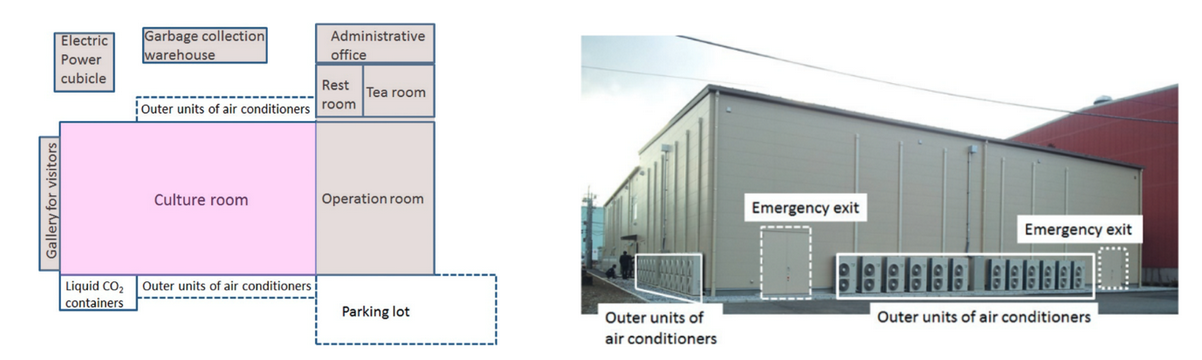 Electric
Power
cubicle
Garbage collection
warehouse
Administrative
office
Rest
room
Tea room
Outer units of air conditioners
Gallery for visitors
Culture room
Operation room
Liquid CO₂
containers
Outer units of air conditioners
Parking lot
Emergency exit
Emergency exit
Outer units of
air conditioners
Outer units of air conditioners